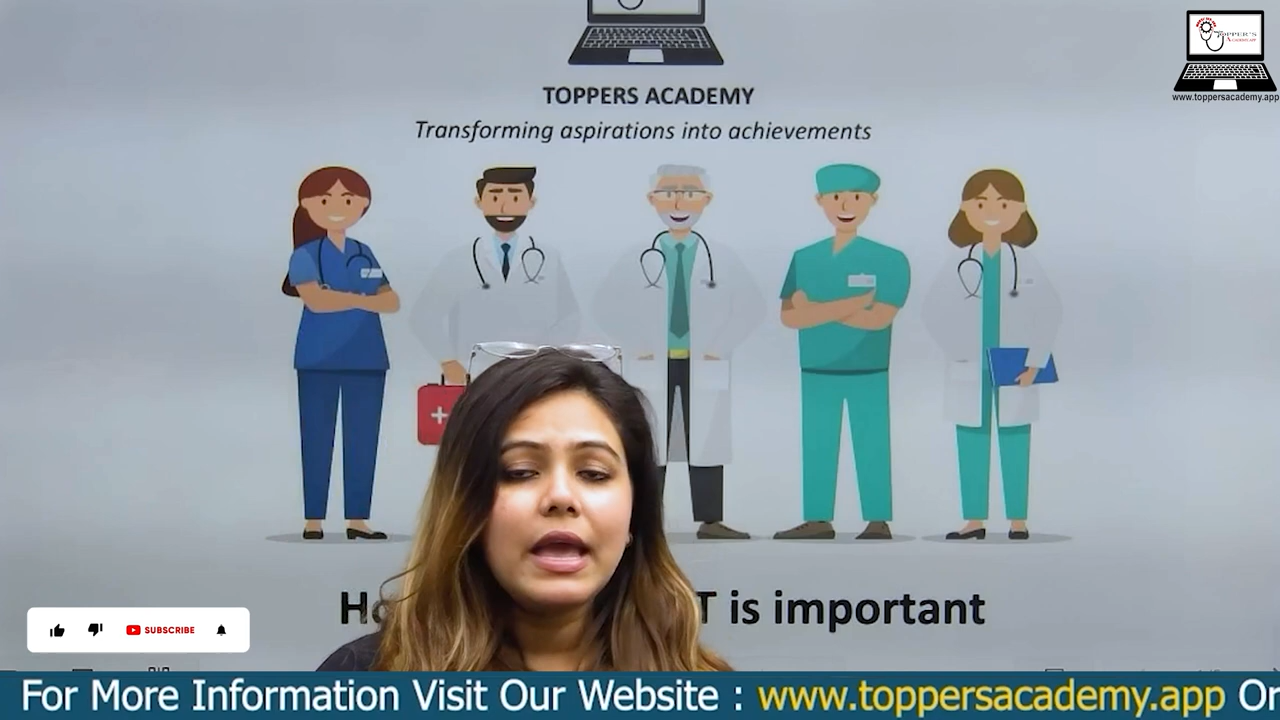 TOPPER'S
www.toppersacademy.app
TOPPERS ACADEMY
Transforming aspirations into achievements
T is important
SUBSCRIBE
For More Information Visit Our Website : www.toppersacademy.app Or